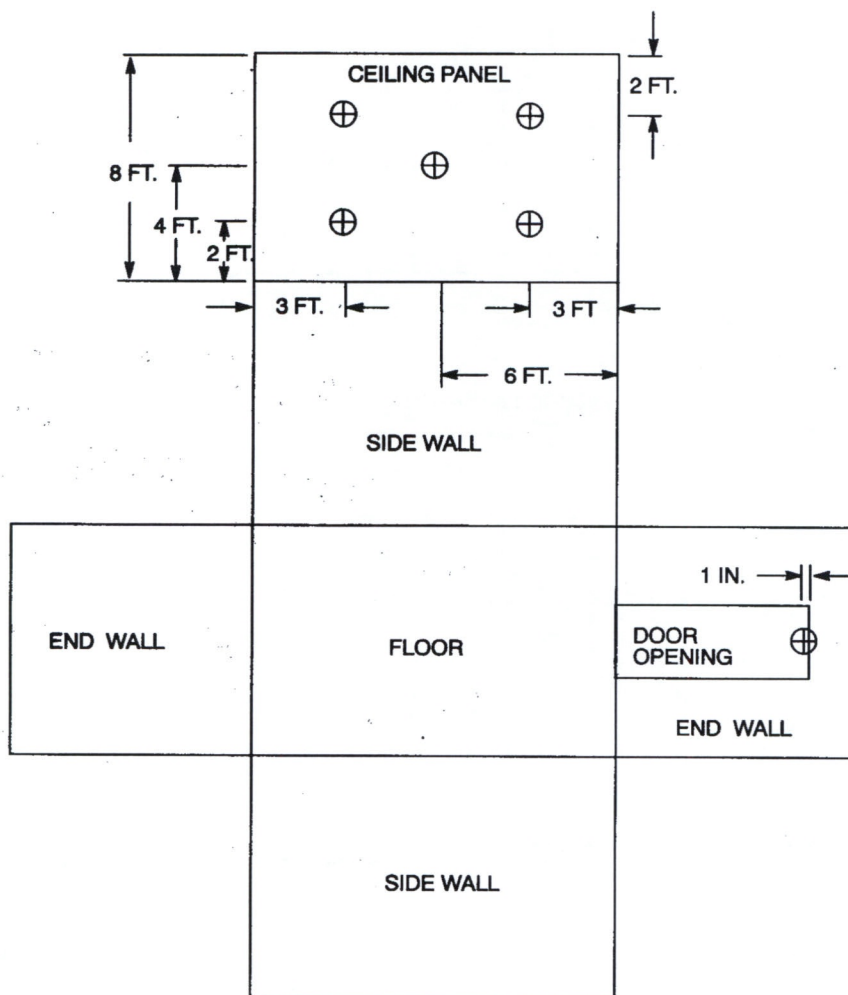 CEILING PANEL
2 FT.
8 FT.
4 FT.
2 FT.
3 FT.
3 FT
6 FT.
SIDE WALL
1 IN.
END WALL
FLOOR
DOOR
OPENING
END WALL
SIDE WALL